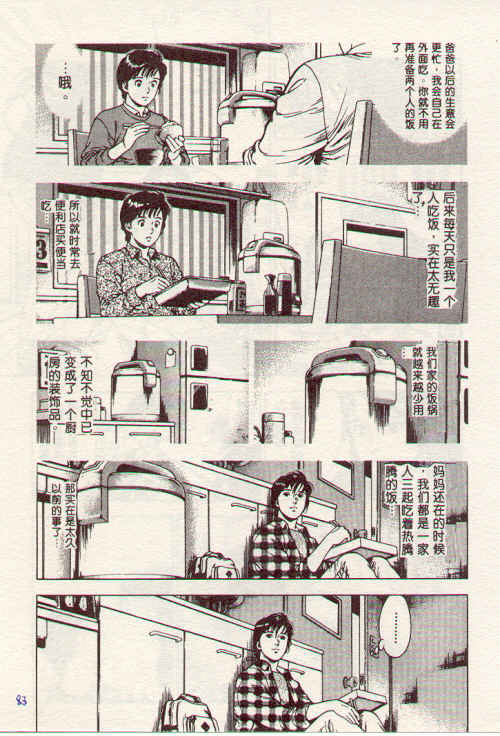 爸爸以后的生意会
更忙，我会自己在
外面吃。你就不用
再准备两个人的饭
了。
哦。
后来每天只是我一个
人吃饭，实在太无趣
了…
所以就时常去
便利店买便当
吃…
3
我们家的饭锅
就越来越少用
…
不知不觉中已
变成了一个厨
房的装饰品。
妈妈还在的时候
，我们都是一家
人三起吃着热腾
腾的饭…
那实在是太久
以前的事了…
………
83